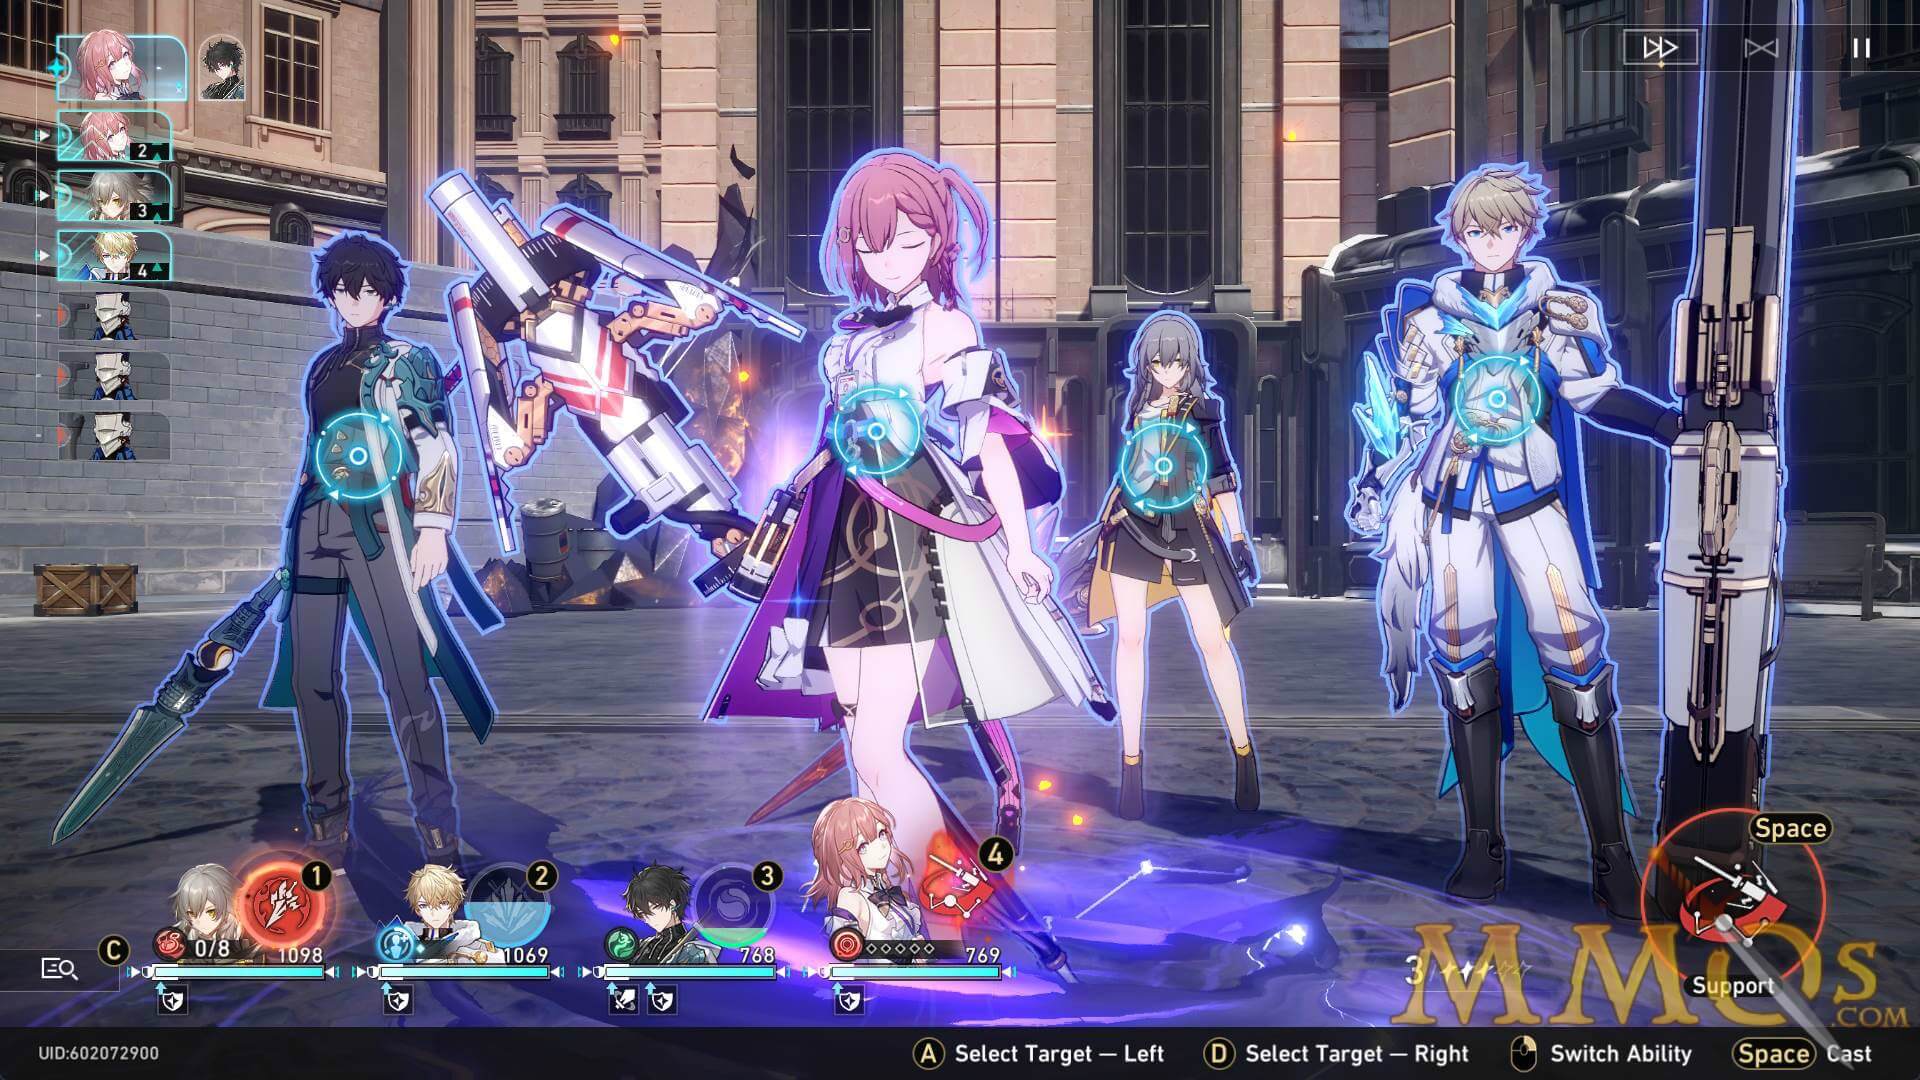 2
3
4
1
0/8
1098
2
1069
3
768
4
769
C
Space
3
Support
MMOs
.COM
UID:602072900
A Select Target — Left
D Select Target — Right
Switch Ability
Space Cast